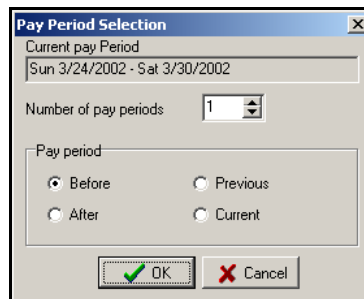 Pay Period Selection
Current pay Period
Sun 3/24/2002 - Sat 3/30/2002
Number of pay periods 1
Pay period
Before Previous
After Current
OK Cancel